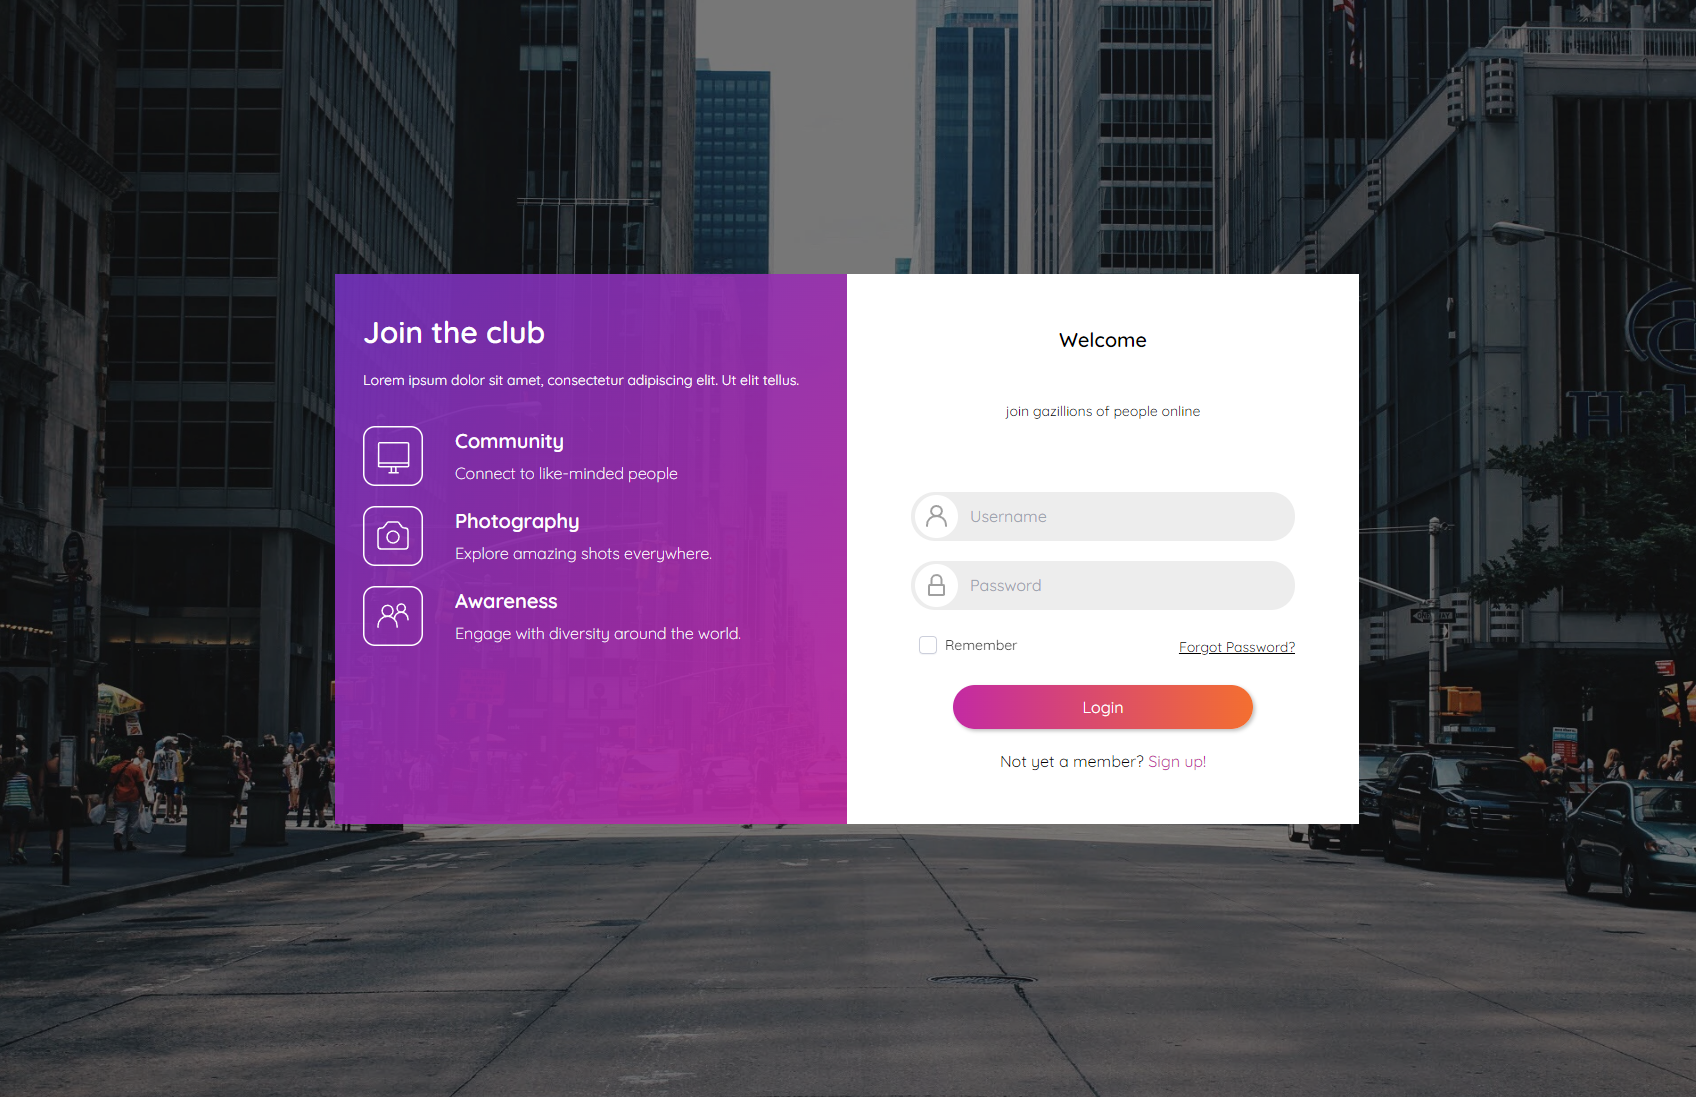 Join the club
Lorem ipsum dolor sit amet, consectetur adipiscing elit. Ut elit tellus.
Community
Connect to like-minded people
Photography
Explore amazing shots everywhere.
Awareness
Engage with diversity around the world.
Welcome
join gazillions of people online
Username
Password
Remember
Forgot Password?
Login
Not yet a member? Sign up!
H